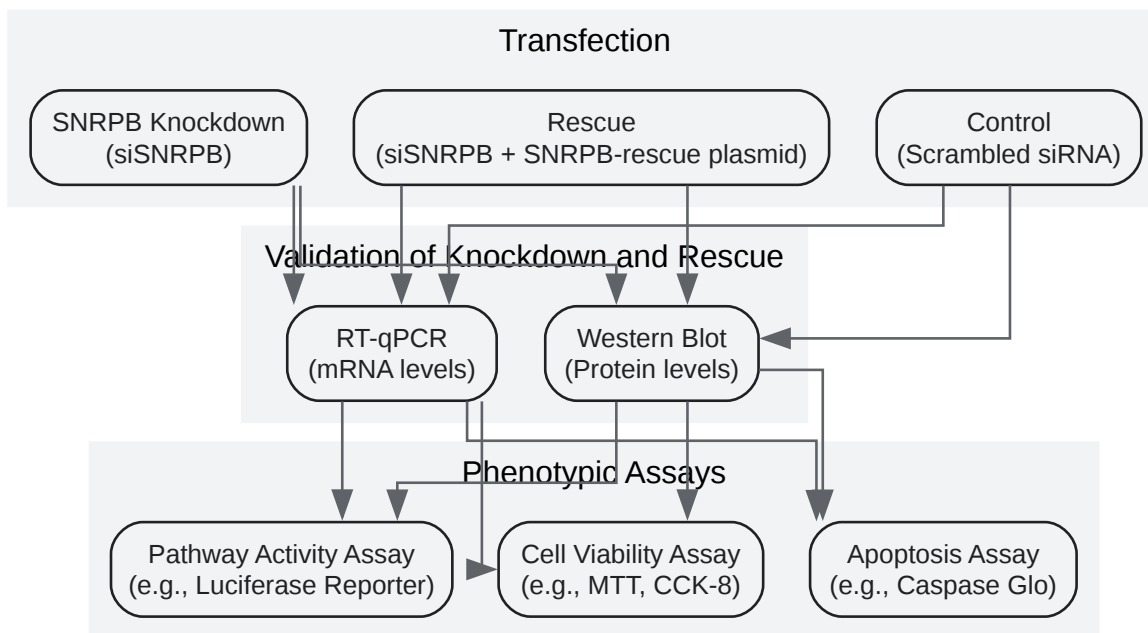 Transfection
SNRPB Knockdown
(siSNRPB)
Rescue
(siSNRPB + SNRPB-rescue plasmid)
Control
(Scrambled siRNA)
Validation of Knockdown and Rescue
RT-qPCR
(mRNA levels)
Western Blot
(Protein levels)
Phenotypic Assays
Pathway Activity Assay
(e.g., Luciferase Reporter)
Cell Viability Assay
(e.g., MTT, CCK-8)
Apoptosis Assay
(e.g., Caspase Glo)